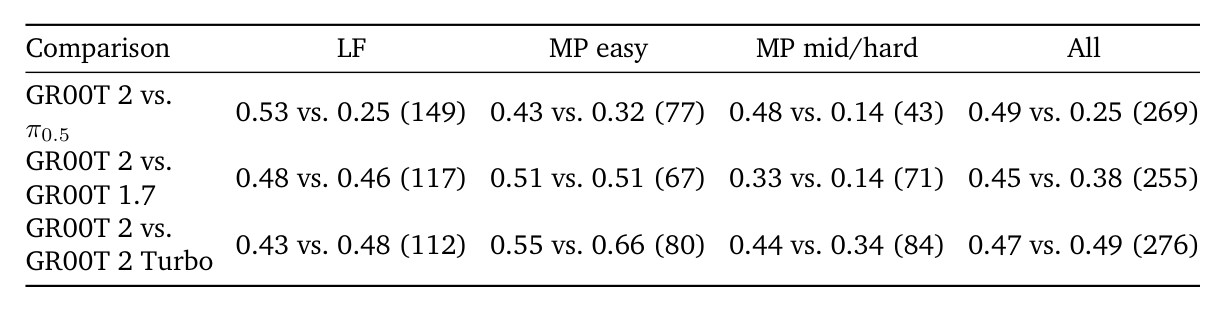 Comparison LF MP easy MP mid/hard All
GR00T 2 vs.
π0.5 0.53 vs. 0.25 (149) 0.43 vs. 0.32 (77) 0.48 vs. 0.14 (43) 0.49 vs. 0.25 (269)
GR00T 2 vs.
GR00T 1.7 0.48 vs. 0.46 (117) 0.51 vs. 0.51 (67) 0.33 vs. 0.14 (71) 0.45 vs. 0.38 (255)
GR00T 2 vs.
GR00T 2 Turbo 0.43 vs. 0.48 (112) 0.55 vs. 0.66 (80) 0.44 vs. 0.34 (84) 0.47 vs. 0.49 (276)